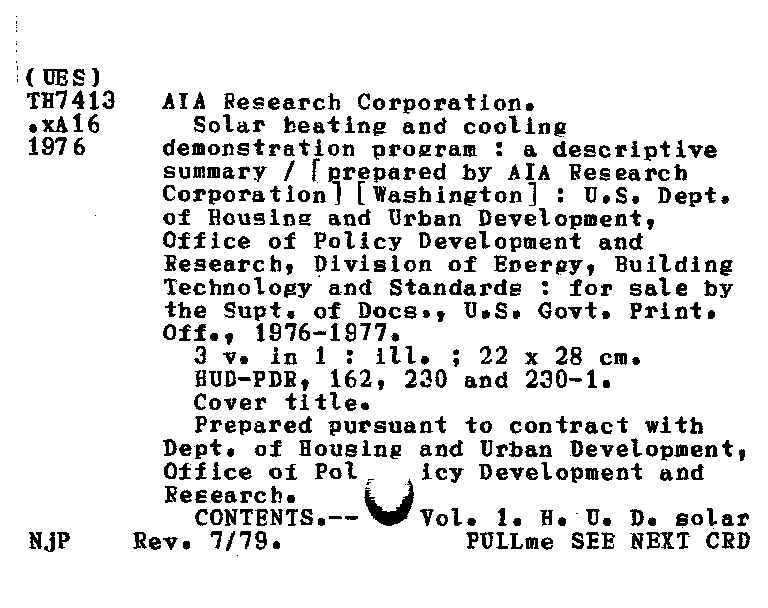 (UES)
TH7413 AIA Research Corporation.
.xA16 Solar heating and cooling
1976 demonstration program : a descriptive
summary / [prepared by AIA Research
Corporation] [Washington] : U.S. Dept.
of Housing and Urban Development,
Office of Policy Development and
Research, Division of Energy, Building
Technology and Standards : for sale by
the Supt. of Docs., U.S. Govt. Print.
Off., 1976-1977.
3 v. in 1 : ill. ; 22 x 28 cm.
HUD-PDR, 162, 230 and 230-1.
Cover title.
Prepared pursuant to contract with
Dept. of Housing and Urban Development,
Office of Pol icy Development and
Research.
CONTENTS.-- Vol. 1. H. U. D. solar
NjP Rev. 7/79. PULLme SEE NEXT CRD